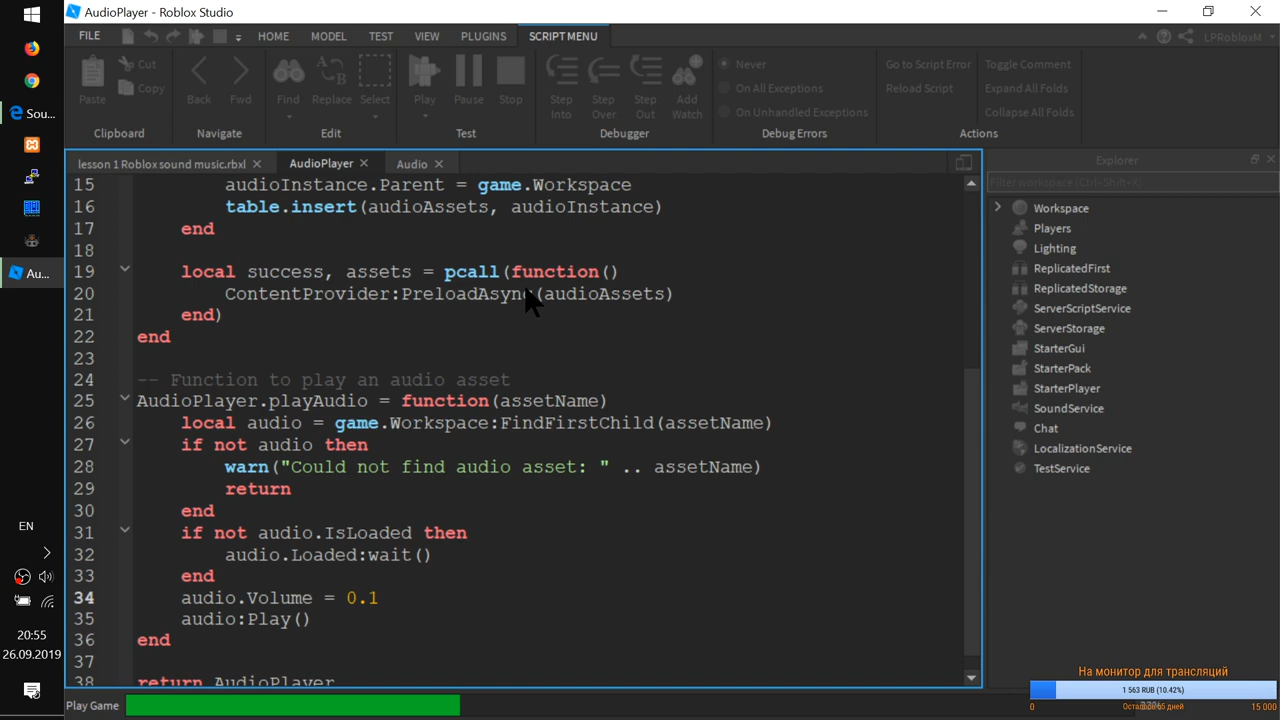 AudioPlayer - Roblox Studio
FILE HOME MODEL TEST VIEW PLUGINS SCRIPT MENU LPRobloxM
Paste Cut Copy Back Fwd Find Replace Select Play Pause Stop Step Into Step Over Step Out Add Watch
Never
On All Exceptions
On Unhandled Exceptions
Go to Script Error
Reload Script
Toggle Comment
Expand All Folds
Collapse All Folds
Clipboard Navigate Edit Test Debugger Debug Errors Actions
lesson 1 Roblox sound music.rbxl AudioPlayer Audio
15 audioInstance.Parent = game.Workspace
16 table.insert(audioAssets, audioInstance)
17 end
18
19 local success, assets = pcall(function()
20 ContentProvider:PreloadAsync(audioAssets)
21 end)
22 end
23
24 -- Function to play an audio asset
25 AudioPlayer.playAudio = function(assetName)
26 local audio = game.Workspace:FindFirstChild(assetName)
27 if not audio then
28 warn("Could not find audio asset: " .. assetName)
29 return
30 end
31 if not audio.IsLoaded then
32 audio.Loaded:wait()
33 end
34 audio.Volume = 0.1
35 audio:Play()
36 end
37
38 return AudioPlayer
Explorer
Filter workspace (Ctrl+Shift+X)
Workspace
Players
Lighting
ReplicatedFirst
ReplicatedStorage
ServerScriptService
ServerStorage
StarterGui
StarterPack
StarterPlayer
SoundService
Chat
LocalizationService
TestService
Sou...
Au...
EN
20:55
26.09.2019
Play Game
На монитор для трансляций
1 563 RUB (10.42%)
0 15 000